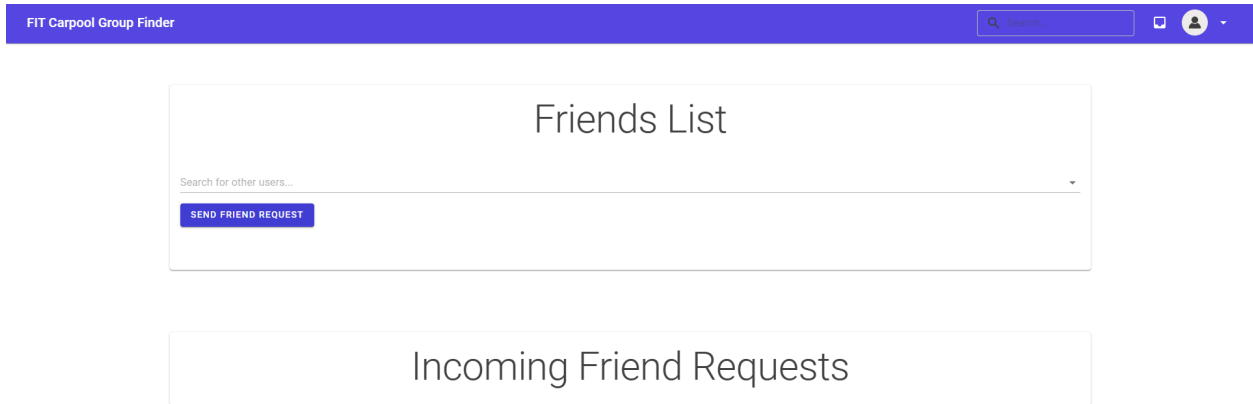 FIT Carpool Group Finder
Search...
Friends List
Search for other users...
SEND FRIEND REQUEST
Incoming Friend Requests